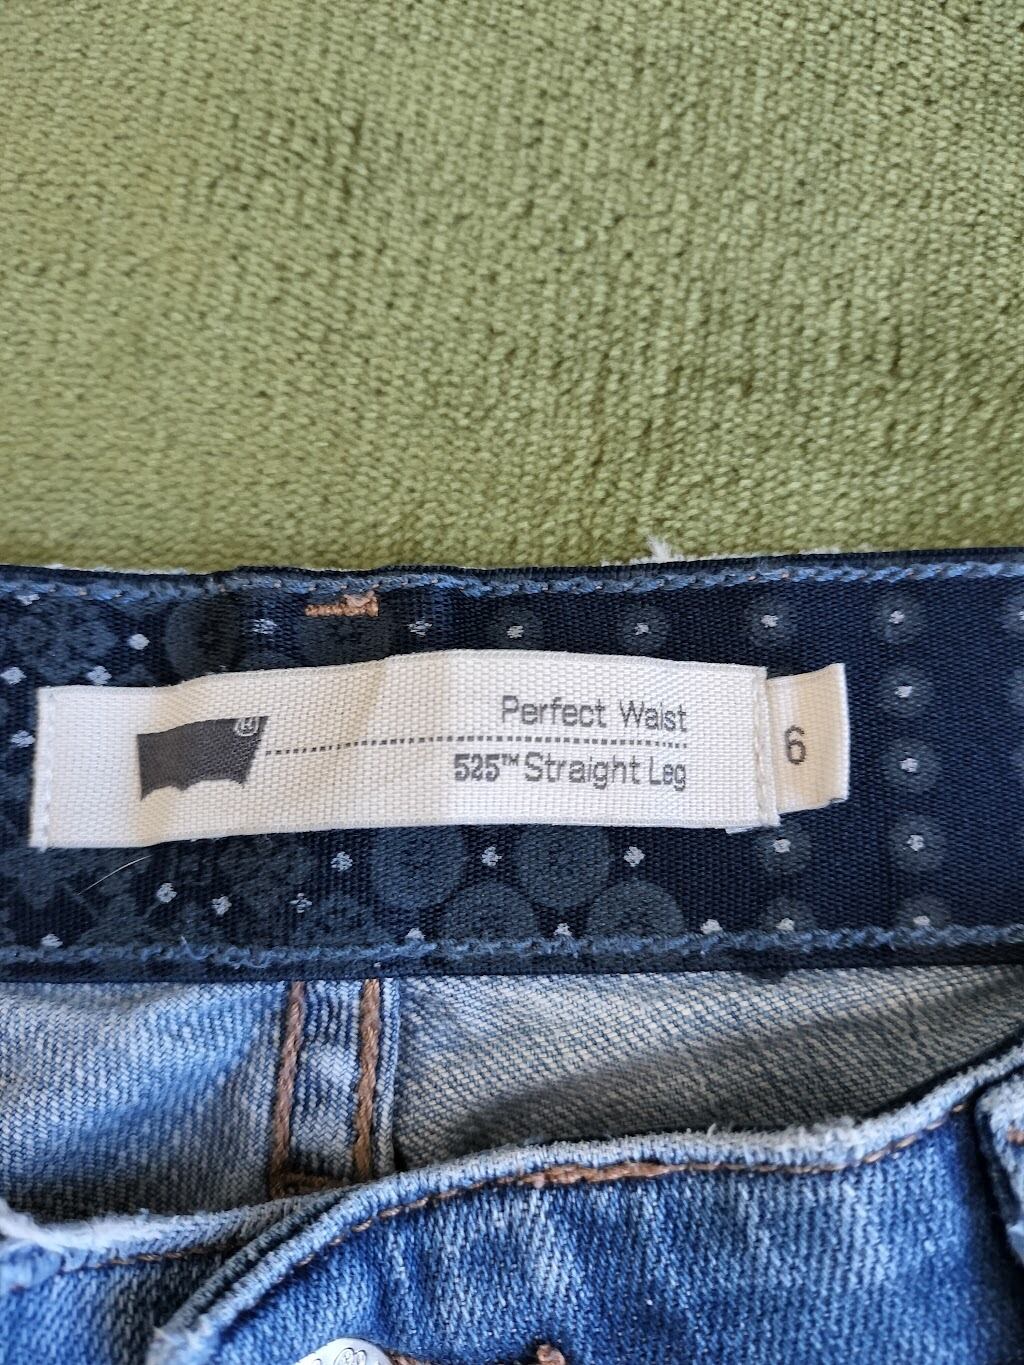 Perfect Waist
525™ Straight Leg
6
®